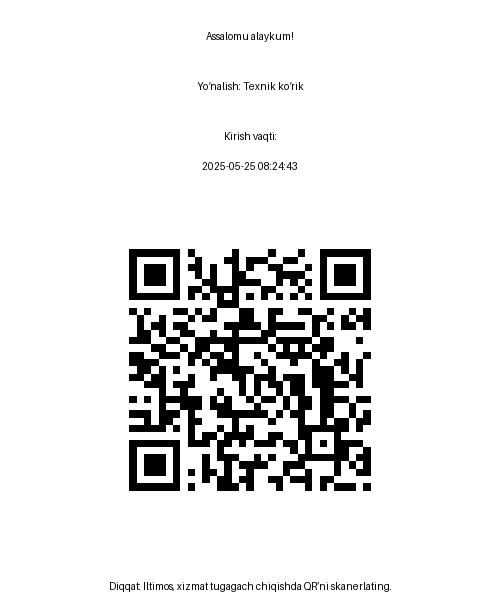 Assalomu alaykum!
Yo'nalish: Texnik ko'rik
Kirish vaqti:
2025-05-25 08:24:43
Diqqat: Iltimos, xizmat tugagach chiqishda QR'ni skanerlating.